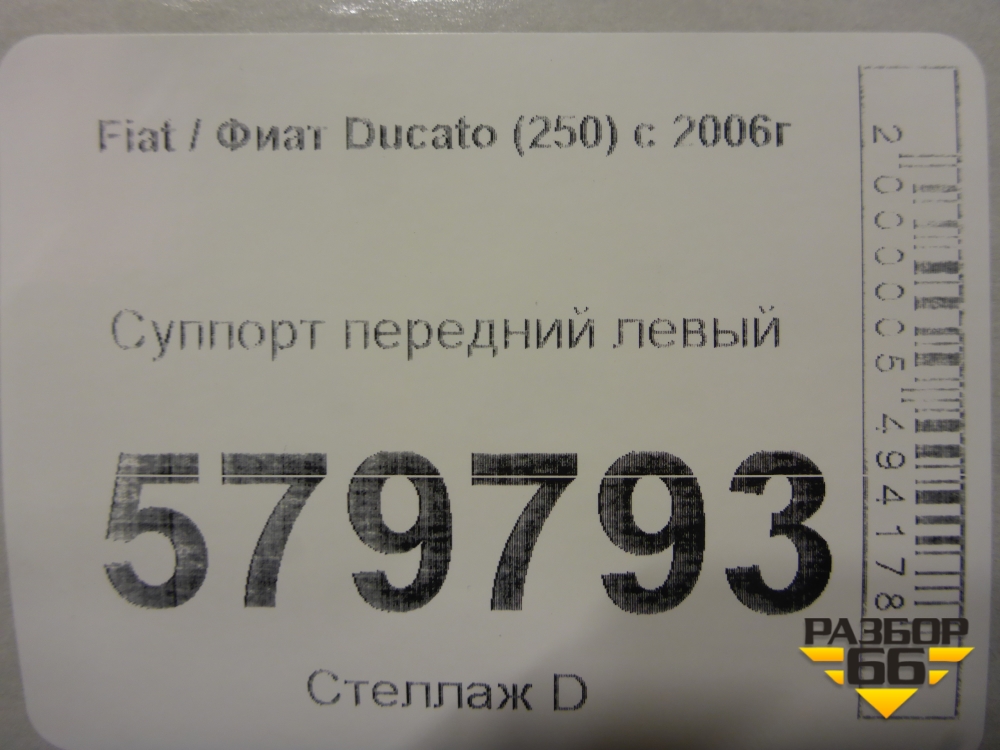 Fiat / Фиат Ducato (250) с 2006г
Суппорт передний левый
579793
Стеллаж D
2000005494178
РАЗБОР
66